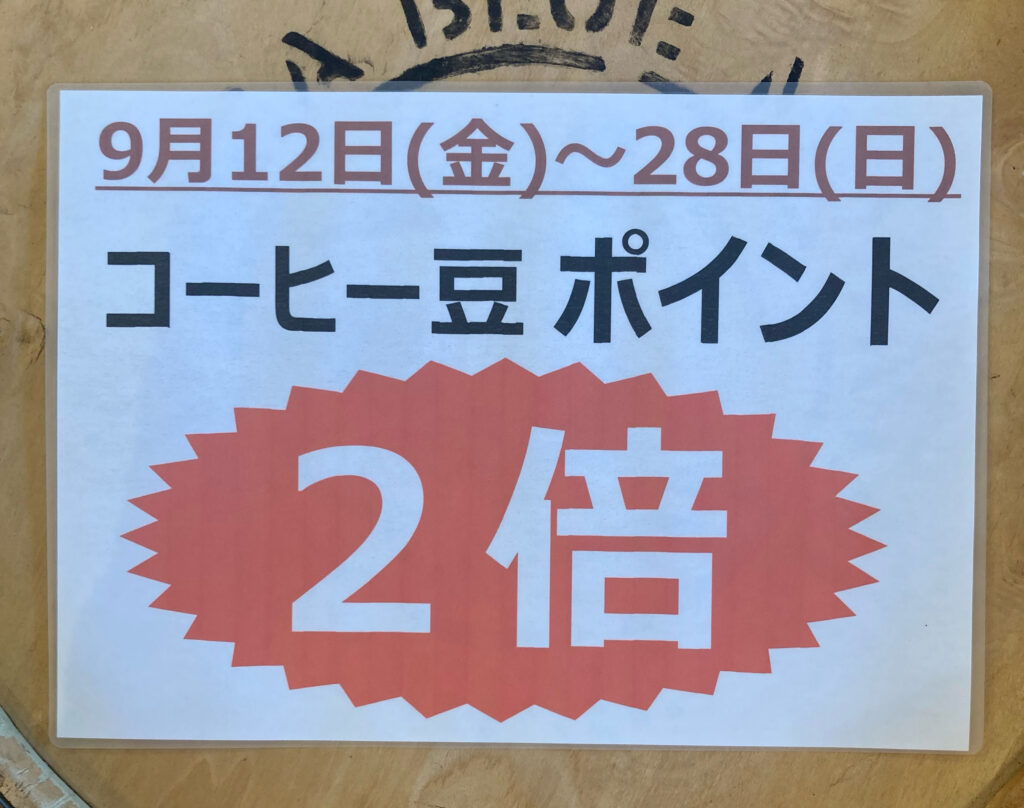 9月12日(金)～28日(日)
コーヒー豆 ポイント
2倍